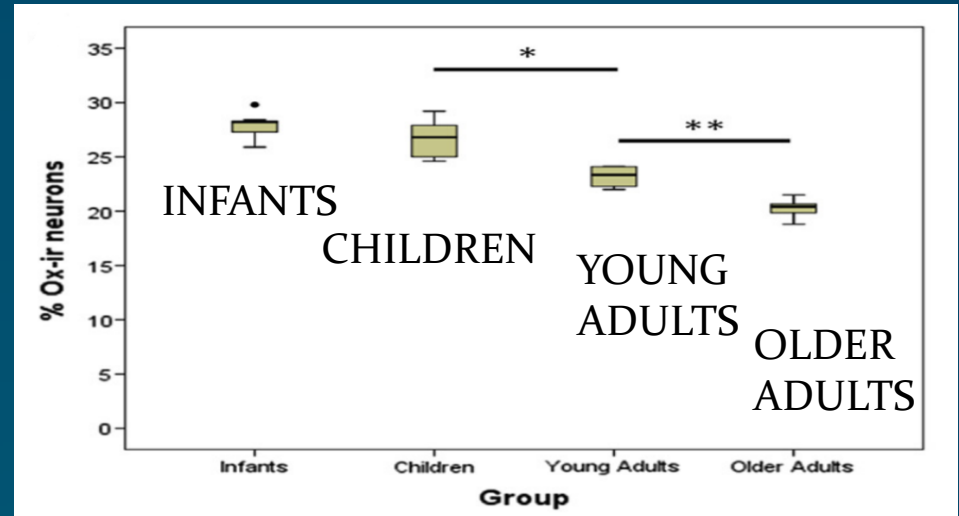 35
*
30
**
25
INFANTS
20
CHILDREN
15
YOUNG
ADULTS
10
OLDER
ADULTS
5
0
% Ox-ir neurons
Infants Children Young Adults Older Adults
Group